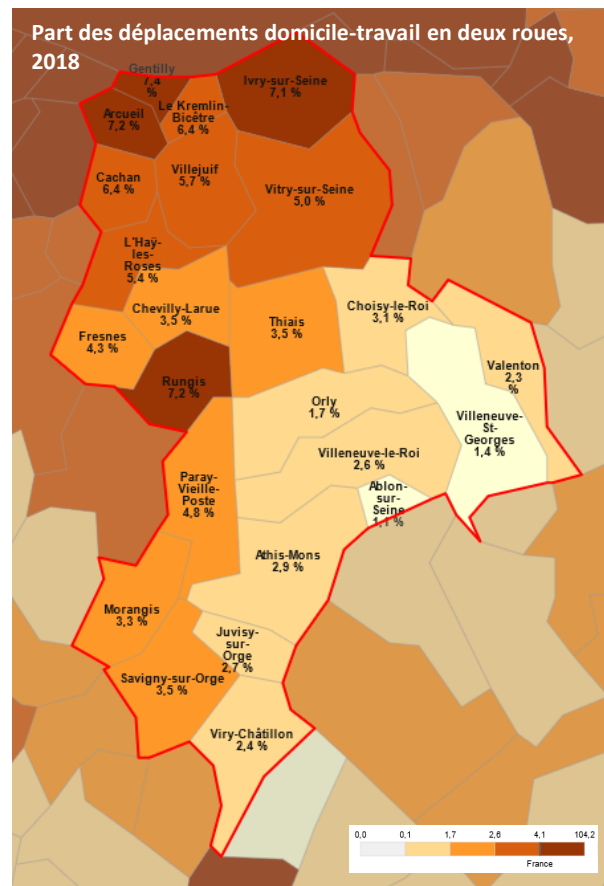 Part des déplacements domicile-travail en deux roues,
2018
Gentilly
7,4
%
Ivry-sur-Seine
7,1 %
Arcueil
7,2 %
Le Kremlin-
Bicêtre
6,4 %
Cachan
6,4 %
Villejuif
5,7 %
Vitry-sur-Seine
5,0 %
L'Haÿ-
les-
Roses
5,4 %
Chevilly-Larue
3,5 %
Thiais
3,5 %
Choisy-le-Roi
3,1 %
Fresnes
4,3 %
Valenton
2,3
%
Rungis
7,2 %
Orly
1,7 %
Villeneuve-
St-
Georges
1,4 %
Villeneuve-le-Roi
2,6 %
Paray-
Vieille-
Poste
4,8 %
Ablon-
sur-
Seine
1,1 %
Athis-Mons
2,9 %
Morangis
3,3 %
Juvisy-
sur-
Orge
2,7 %
Savigny-sur-Orge
3,5 %
Viry-Châtillon
2,4 %
0,0 0,1 1,7 2,6 4,1 104,2
France